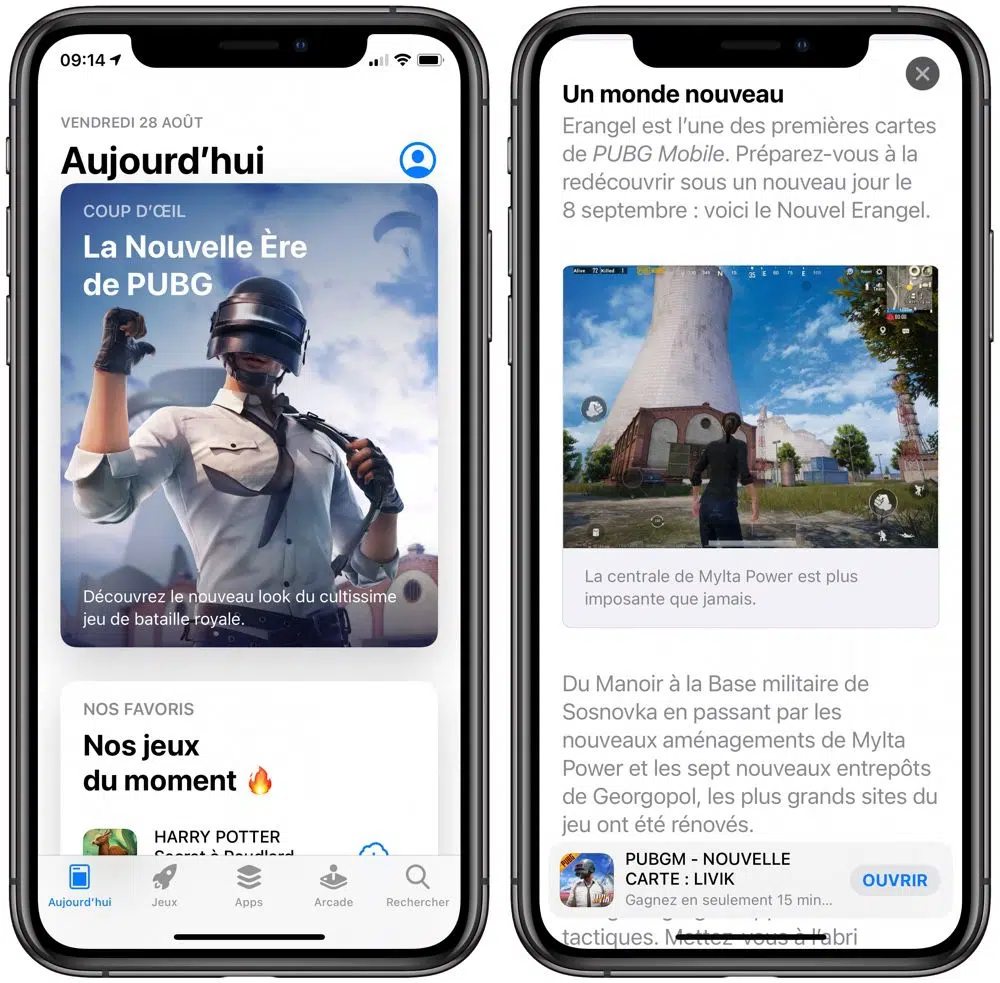 09:14
VENDREDI 28 AOÛT
Aujourd’hui
COUP D’ŒIL
La Nouvelle Ère
de PUBG
Découvrez le nouveau look du cultissime
jeu de bataille royale.
NOS FAVORIS
Nos jeux
du moment 🔥
HARRY POTTER
Secret à Poudlard
Aujourd’hui
Jeux
Apps
Arcade
Rechercher
Un monde nouveau
Erangel est l’une des premières cartes
de PUBG Mobile. Préparez-vous à la
redécouvrir sous un nouveau jour le
8 septembre : voici le Nouvel Erangel.
Alive 72 Killed 1
35
La centrale de Mylta Power est plus
imposante que jamais.
Du Manoir à la Base militaire de
Sosnovka en passant par les
nouveaux aménagements de Mylta
Power et les sept nouveaux entrepôts
de Georgopol, les plus grands sites du
jeu ont été rénovés.
PUBG
PUBGM - NOUVELLE
CARTE : LIVIK
Gagnez en seulement 15 min...
OUVRIR
tactiques. Mettez-vous à l’abri